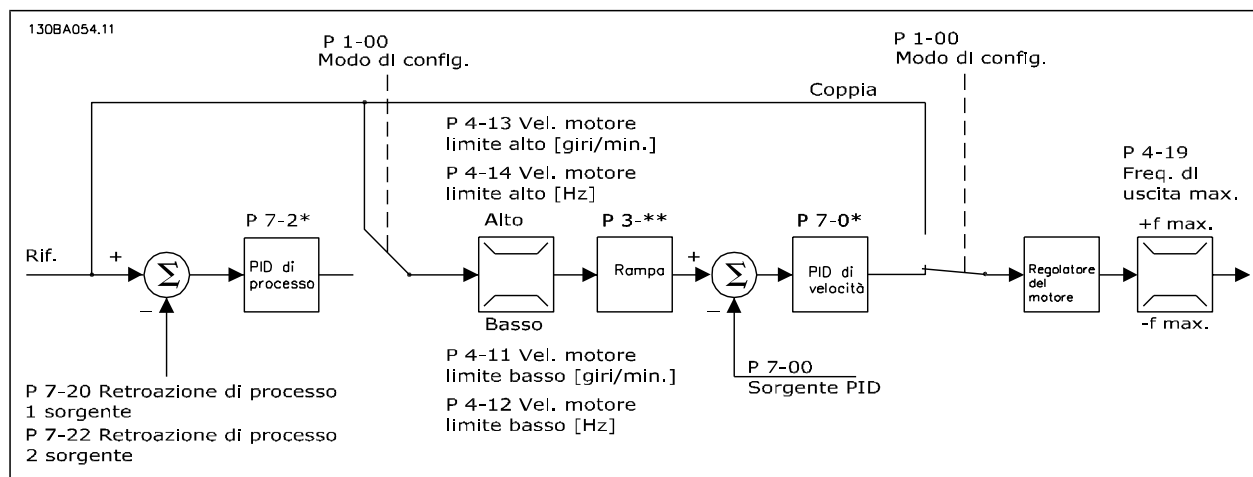 130BA054.11
P 1-00
Modo di config.
P 1-00
Modo di config.
Coppia
P 4-13 Vel. motore
limite alto [giri/min.]
P 4-14 Vel. motore
limite alto [Hz]
P 4-19
Freq. di
uscita max.
P 7-2*
Alto
P 3-**
P 7-0*
+f max.
Rif.
+
Σ
PID di
processo
Rampa
+
Σ
PID di
velocità
Regolatore
del
motore
−
Basso
−
-f max.
P 4-11 Vel. motore
limite basso [giri/min.]
P 4-12 Vel. motore
limite basso [Hz]
P 7-00
Sorgente PID
P 7-20 Retroazione di processo
1 sorgente
P 7-22 Retroazione di processo
2 sorgente